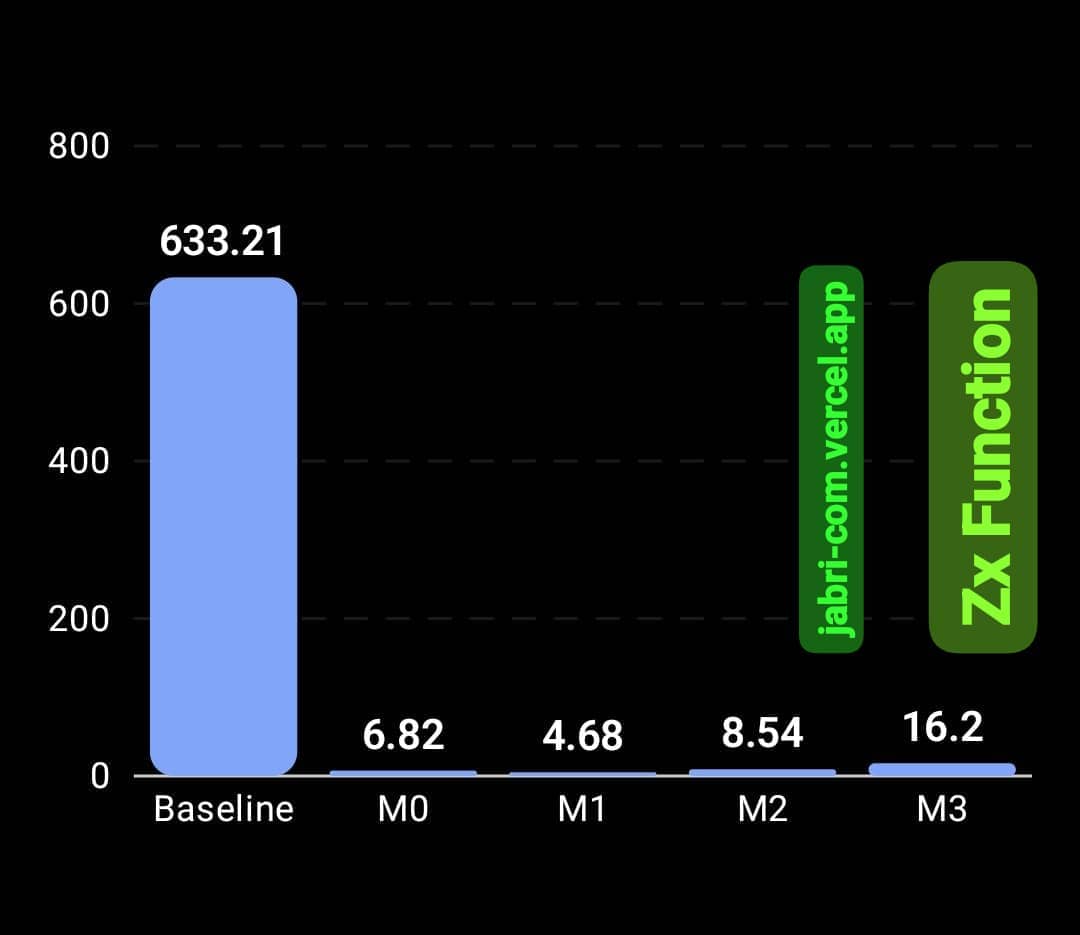 800
633.21
600
400
200
0
6.82
4.68
8.54
16.2
Baseline
M0
M1
M2
M3
jabri-com.vercel.app
Zx Function